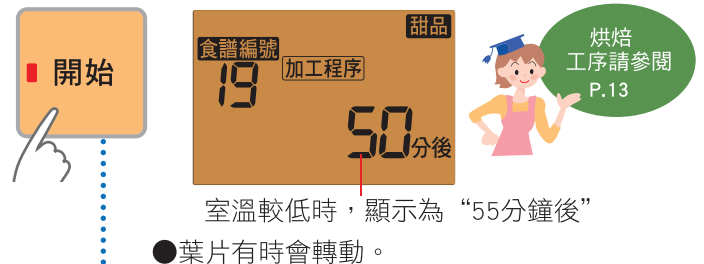 開始
甜品
食譜編號
19
加工程序
50分後
烘焙
工序請參閱
P.13
室溫較低時，顯示為“55分鐘後”
●葉片有時會轉動。